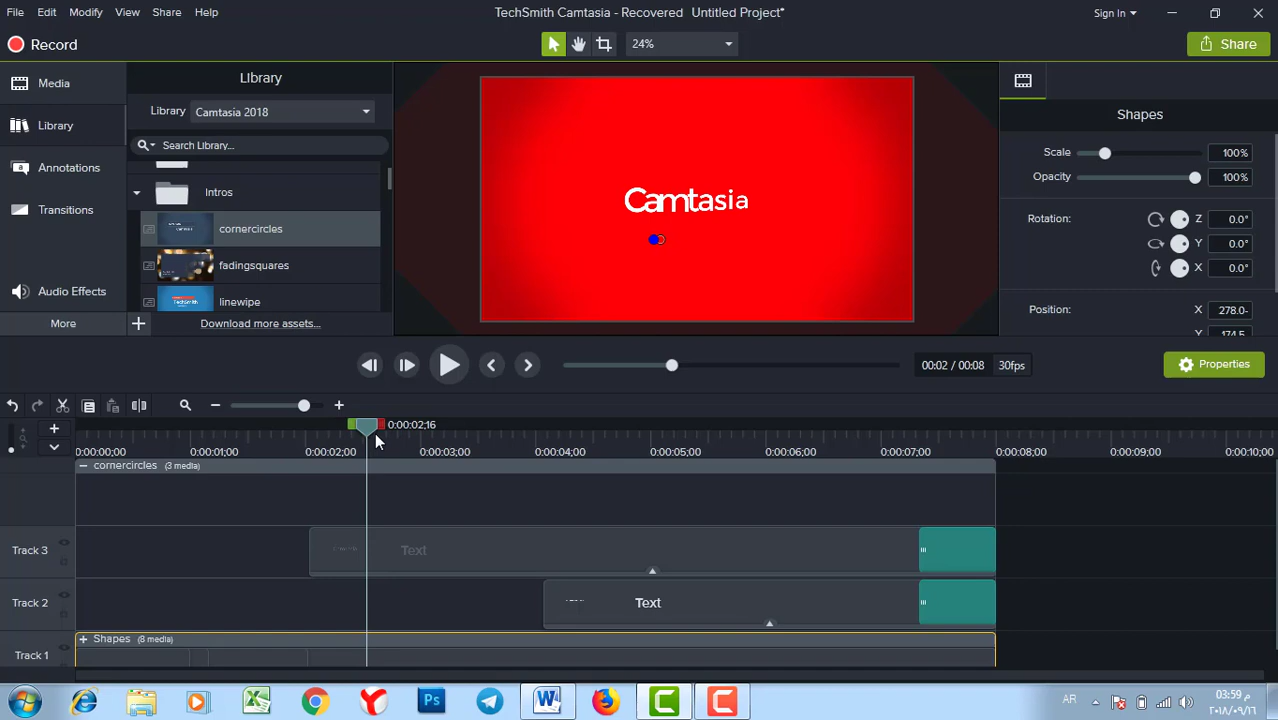 File Edit Modify View Share Help
TechSmith Camtasia - Recovered Untitled Project*
Sign In
Record
24%
Share
Media
Library
Annotations
Transitions
Audio Effects
More
Library
Library Camtasia 2018
Search Library...
Intros
cornercircles
fadingsquares
linewipe
Download more assets...
Camtasia
Shapes
Scale 100%
Opacity 100%
Rotation: Z 0.0°
Y 0.0°
X 0.0°
Position: X 278.0-
Y 174.5
00:02 / 00:08 30fps
Properties
0:00:02;16
0:00:00;00 0:00:01;00 0:00:02;00 0:00:03;00 0:00:04;00 0:00:05;00 0:00:06;00 0:00:07;00 0:00:08;00 0:00:09;00 0:00:10;00
cornercircles (3 media)
Track 3 Text
Track 2 Text
Shapes (8 media)
Track 1
AR
03:59 م
٢٠١٨/٠٩/١٦